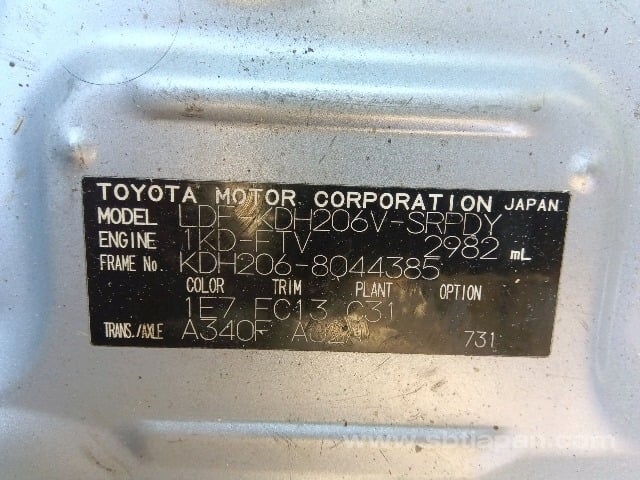 TOYOTA MOTOR CORPORATION JAPAN
MODEL LDF-KDH206V-SRPDY
ENGINE 1KD-FTV 2982 mL
FRAME No. KDH206-8044385
COLOR TRIM PLANT OPTION
1E7 FC13 C31
TRANS./AXLE A340F 731
www.sbtjapan.com